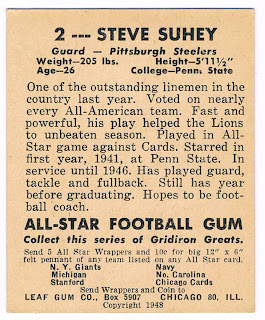 2 --- STEVE SUHEY
Guard — Pittsburgh Steelers
Weight—205 lbs. Height—5'11½"
Age—26 College—Penn. State
One of the outstanding linemen in the
country last year. Voted on nearly
every All-American team. Fast and
powerful, his play helped the Lions
to unbeaten season. Played in All-
Star game against Cards. Starred in
first year, 1941, at Penn State. In
service until 1946. Has played guard,
tackle and fullback. Still has year
before graduating. Hopes to be foot-
ball coach.
ALL-STAR FOOTBALL GUM
Collect this series of Gridiron Greats.
Send 5 All Star Wrappers and 10c for big 12" x 6"
felt pennant of any team listed on any All Star card.
N. Y. Giants Navy
Michigan No. Carolina
Stanford Chicago Cards
Send Wrappers and Coin to
LEAF GUM CO., Box 5907 CHICAGO 80, ILL.
Copyright 1948